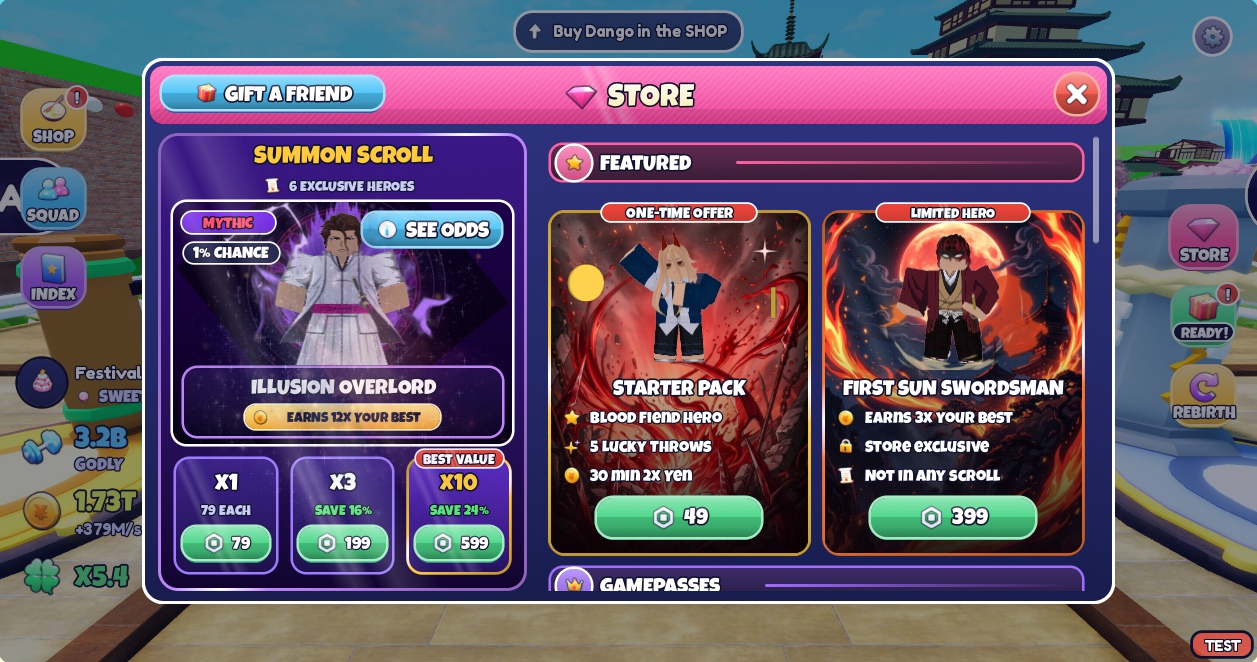 Buy Dango in the SHOP
GIFT A FRIEND
STORE
SHOP
SQUAD
INDEX
Festival
SWEET
3.2B
GODLY
1.73T
+379M/s
X5.4
SUMMON SCROLL
6 EXCLUSIVE HEROES
MYTHIC
1% CHANCE
SEE ODDS
ILLUSION OVERLORD
EARNS 12X YOUR BEST
X1
79 EACH
79
X3
SAVE 16%
199
BEST VALUE
X10
SAVE 24%
599
FEATURED
ONE-TIME OFFER
STARTER PACK
BLOOD FIEND HERO
5 LUCKY THROWS
30 MIN 2X YEN
49
LIMITED HERO
FIRST SUN SWORDSMAN
EARNS 3X YOUR BEST
STORE EXCLUSIVE
NOT IN ANY SCROLL
399
GAMEPASSES
STORE
READY!
REBIRTH
TEST